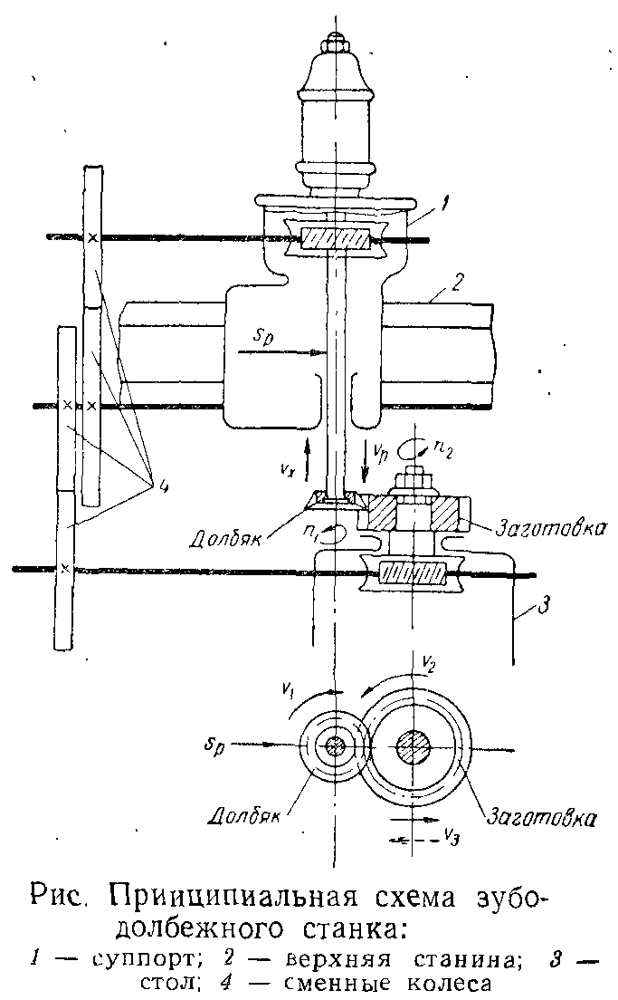 1
2
Sp
4
vx
vp
n2
Долбяк
n1
Заготовка
3
v1
v2
Sp
Долбяк
Заготовка
v3
Рис. Принципиальная схема зубо-
долбежного станка:
1 — суппорт; 2 — верхняя станина; 3 —
стол; 4 — сменные колеса